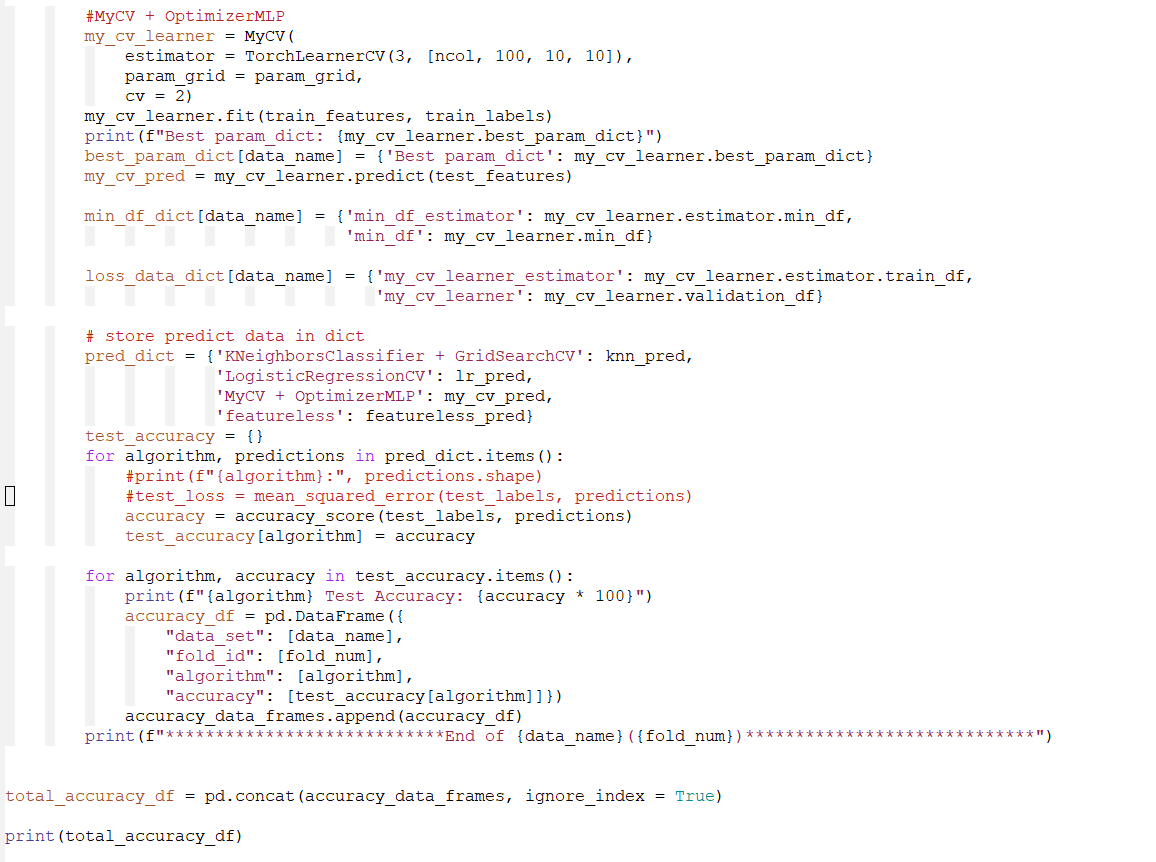 #MyCV + OptimizerMLP
my_cv_learner = MyCV(
estimator = TorchLearnerCV(3, [ncol, 100, 10, 10]),
param_grid = param_grid,
cv = 2)
my_cv_learner.fit(train_features, train_labels)
print(f"Best param_dict: {my_cv_learner.best_param_dict}")
best_param_dict[data_name] = {'Best param_dict': my_cv_learner.best_param_dict}
my_cv_pred = my_cv_learner.predict(test_features)
min_df_dict[data_name] = {'min_df_estimator': my_cv_learner.estimator.min_df,
'min_df': my_cv_learner.min_df}
loss_data_dict[data_name] = {'my_cv_learner_estimator': my_cv_learner.estimator.train_df,
'my_cv_learner': my_cv_learner.validation_df}
# store predict data in dict
pred_dict = {'KNeighborsClassifier + GridSearchCV': knn_pred,
'LogisticRegressionCV': lr_pred,
'MyCV + OptimizerMLP': my_cv_pred,
'featureless': featureless_pred}
test_accuracy = {}
for algorithm, predictions in pred_dict.items():
#print(f"{algorithm}:", predictions.shape)
#test_loss = mean_squared_error(test_labels, predictions)
accuracy = accuracy_score(test_labels, predictions)
test_accuracy[algorithm] = accuracy
for algorithm, accuracy in test_accuracy.items():
print(f"{algorithm} Test Accuracy: {accuracy * 100}")
accuracy_df = pd.DataFrame({
"data_set": [data_name],
"fold_id": [fold_num],
"algorithm": [algorithm],
"accuracy": [test_accuracy[algorithm]]})
accuracy_data_frames.append(accuracy_df)
print(f"****************************End of {data_name}({fold_num})*****************************")
total_accuracy_df = pd.concat(accuracy_data_frames, ignore_index = True)
print(total_accuracy_df)